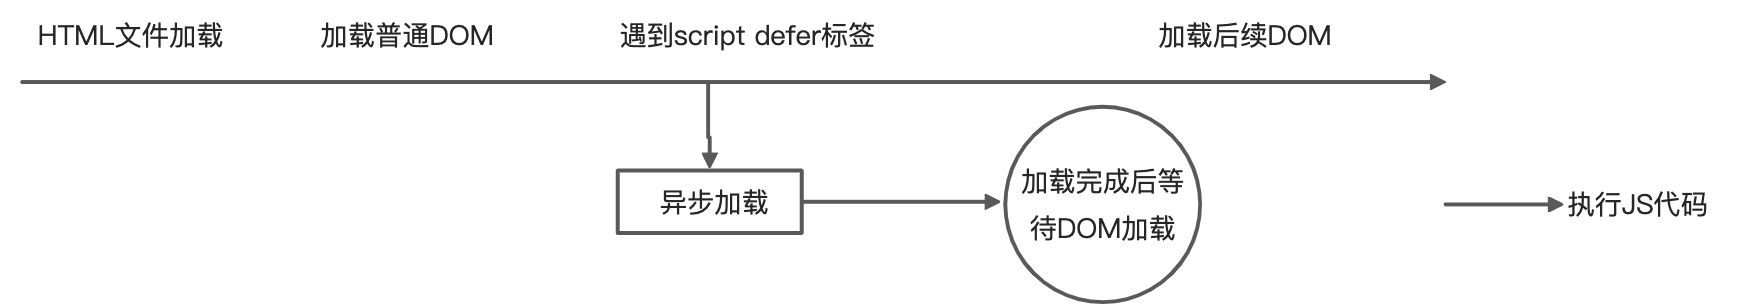 HTML文件加载
加载普通DOM
遇到script defer标签
加载后续DOM
异步加载
加载完成后等
待DOM加载
执行JS代码